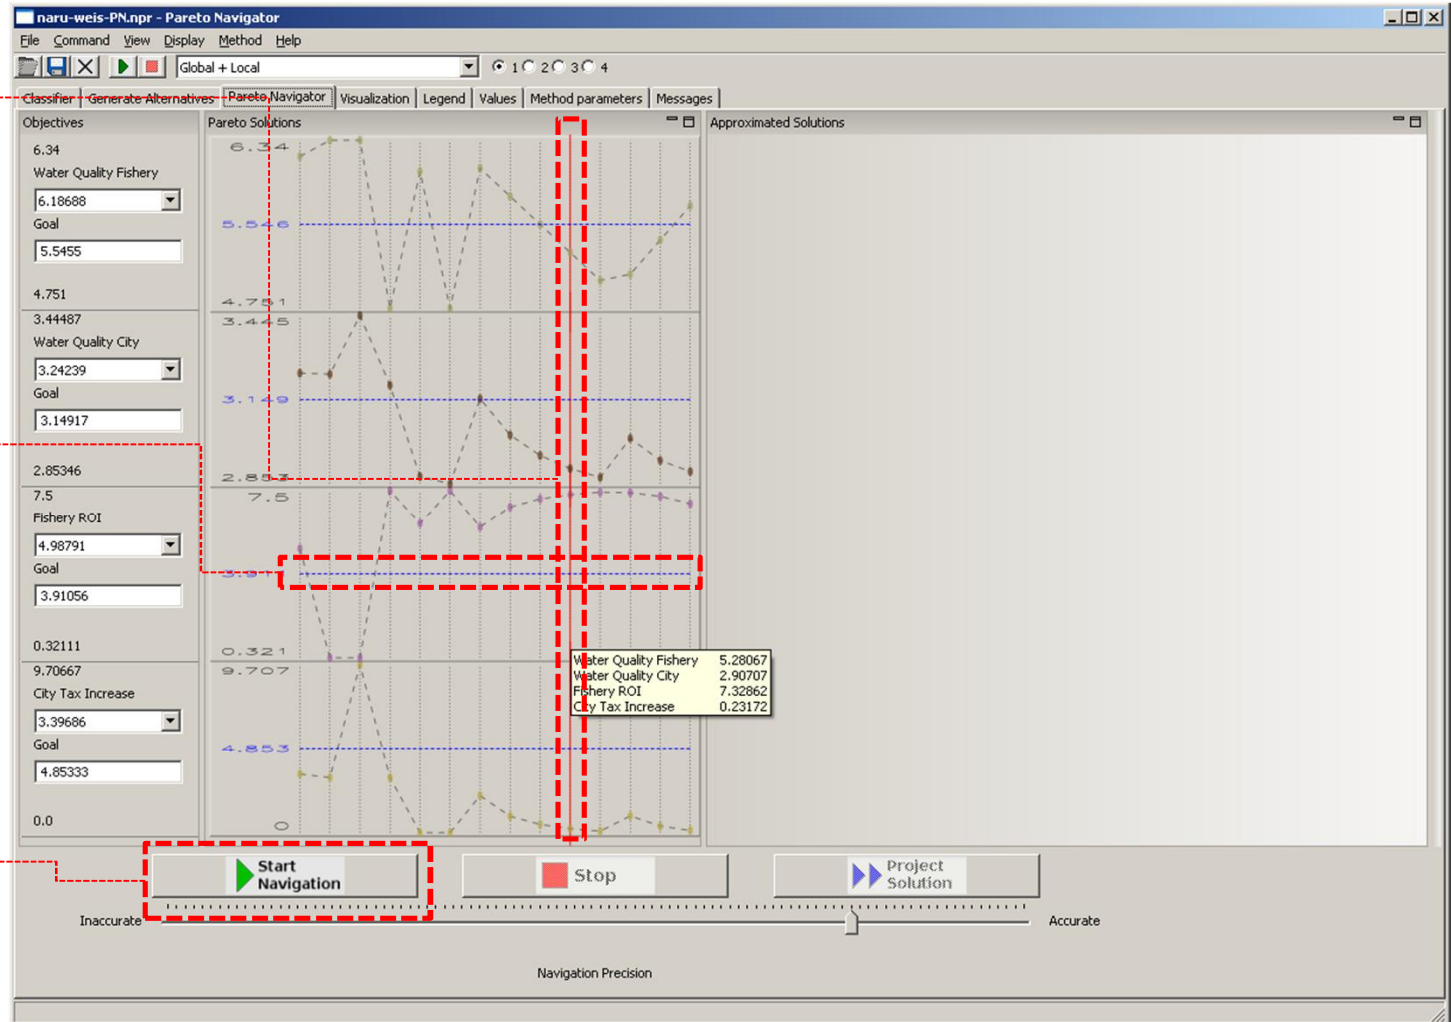 naru-weis-PN.npr - Pareto Navigator
File Command View Display Method Help
Global + Local 1 2 3 4
Classifier Generate Alternatives Pareto Navigator Visualization Legend Values Method parameters Messages
Objectives Pareto Solutions Approximated Solutions
6.34 6.34
Water Quality Fishery
6.18688
Goal 5.546
5.5455
4.751 4.751
3.44487 3.445
Water Quality City
3.24239
Goal 3.149
3.14917
2.85346 2.853
7.5 7.5
Fishery ROI
4.98791
Goal 3.911
3.91056
0.32111 0.321
9.70667 9.707
City Tax Increase
3.39686
Goal 4.853
4.85333
0.0 0
Water Quality Fishery 5.28067
Water Quality City 2.90707
Fishery ROI 7.32862
City Tax Increase 0.23172
Start Navigation
Stop
Project Solution
Inaccurate Accurate
Navigation Precision